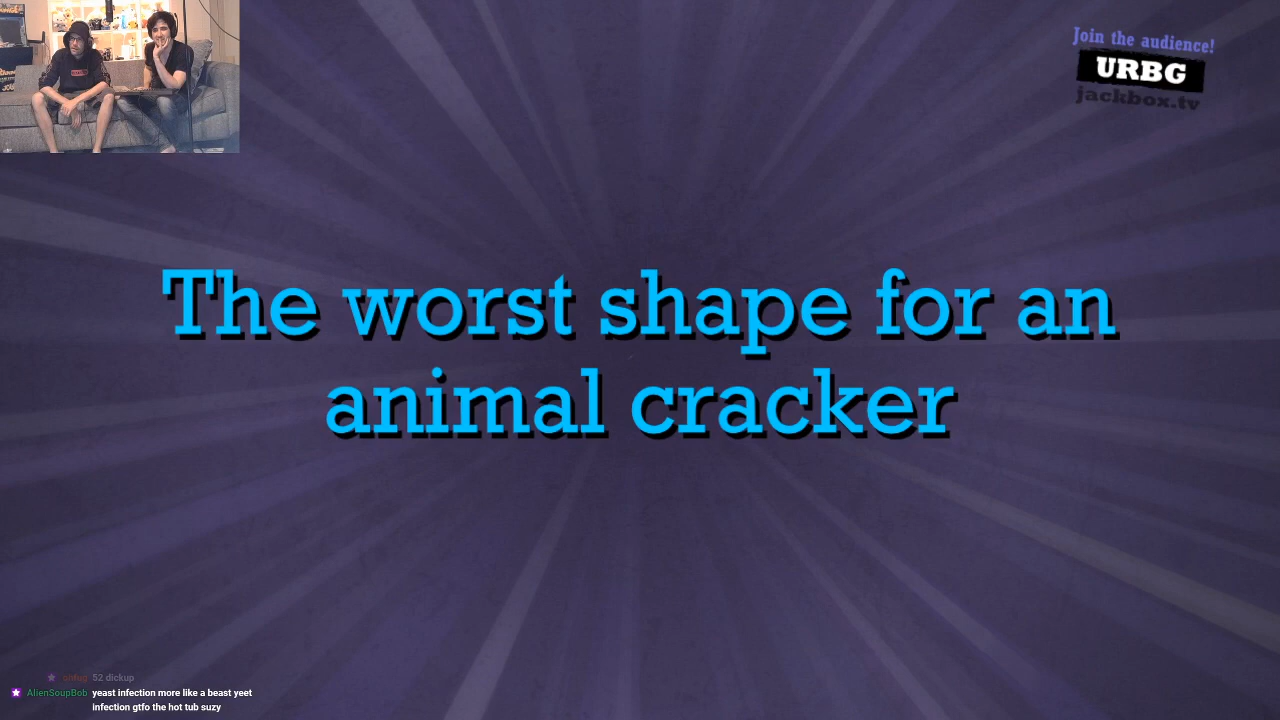 Join the audience!
URBG
jackbox.tv
The worst shape for an
animal cracker
unfug 52 dickup
AlienSoupBob yeast infection more like a beast yeet
infection gtfo the hot tub suzy